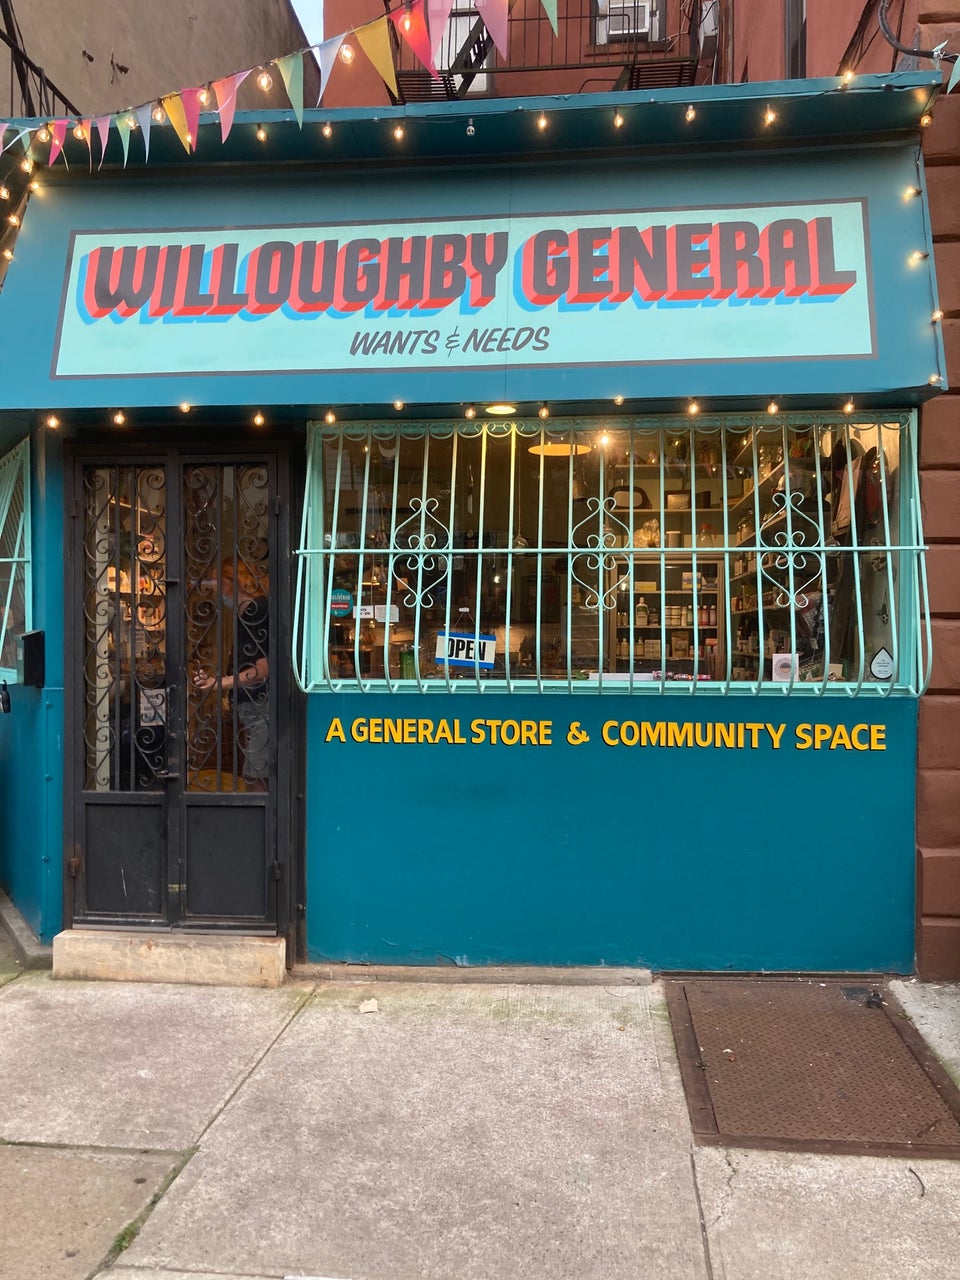 WILLOUGHBY GENERAL
WANTS & NEEDS
OPEN
A GENERAL STORE & COMMUNITY SPACE